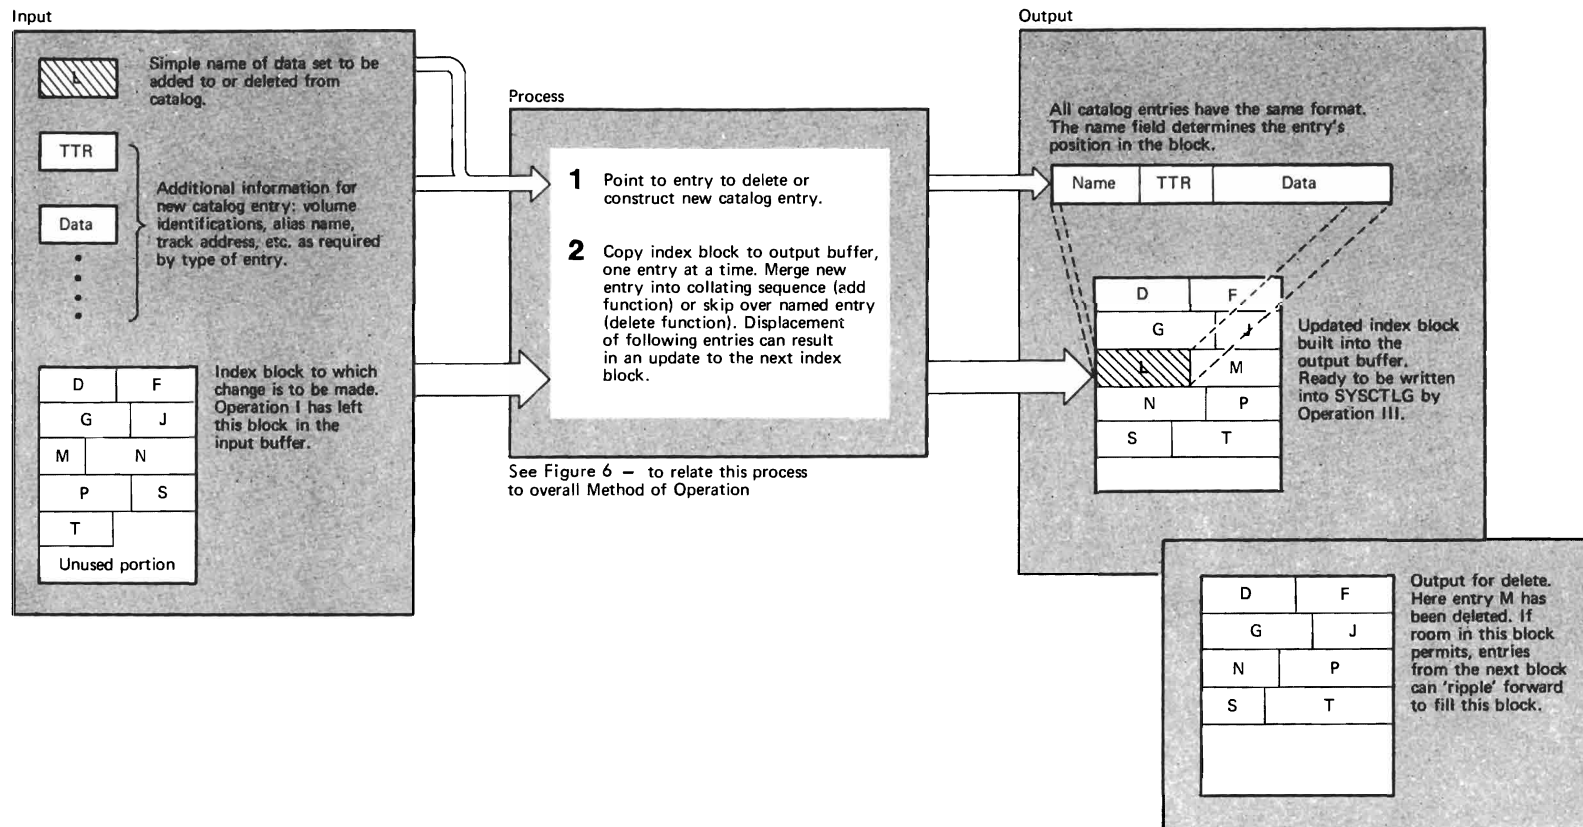 Input
L
Simple name of data set to be
added to or deleted from
catalog.
TTR
Data
Additional information for
new catalog entry: volume
identifications, alias name,
track address, etc. as required
by type of entry.
D F
G J
M N
P S
T
Unused portion
Index block to which
change is to be made.
Operation I has left
this block in the
input buffer.
Process
1 Point to entry to delete or
construct new catalog entry.
2 Copy index block to output buffer,
one entry at a time. Merge new
entry into collating sequence (add
function) or skip over named entry
(delete function). Displacement
of following entries can result
in an update to the next index
block.
See Figure 6 — to relate this process
to overall Method of Operation
Output
All catalog entries have the same format.
The name field determines the entry's
position in the block.
Name TTR Data
D F
G J
L M
N P
S T
Updated index block
built into the
output buffer.
Ready to be written
into SYSCTLG by
Operation III.
D F
G J
N P
S T
Output for delete.
Here entry M has
been deleted. If
room in this block
permits, entries
from the next block
can 'ripple' forward
to fill this block.